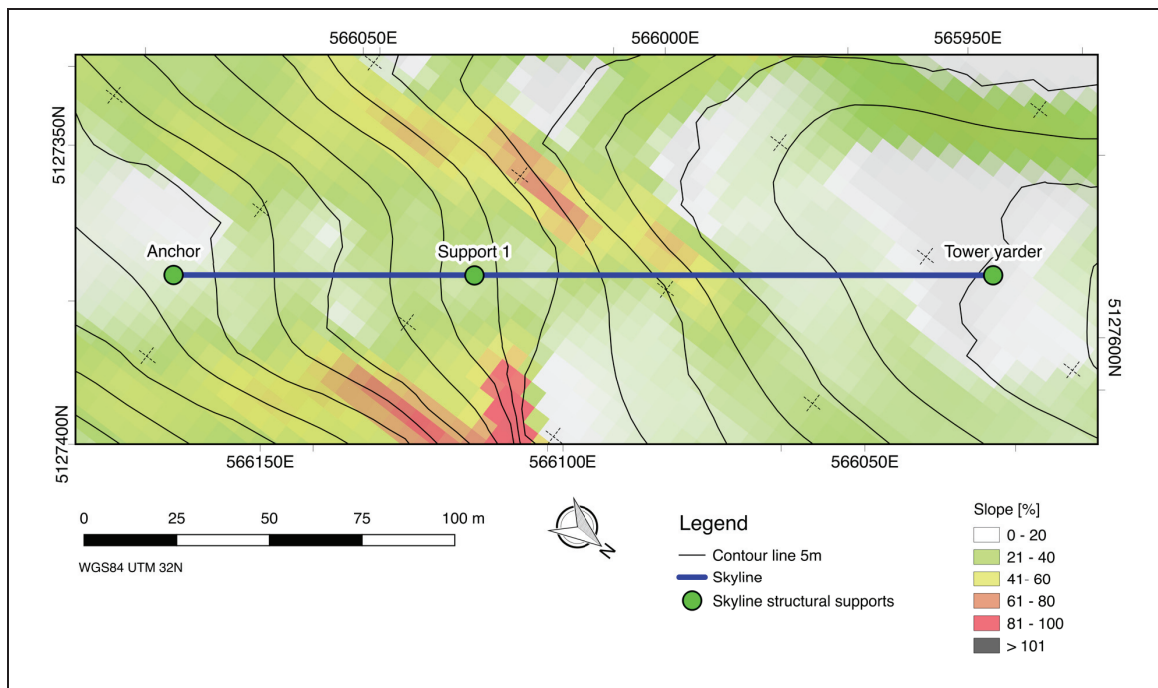 566050E 566000E 565950E
5127350N
Anchor Support 1 Tower yarder
5127600N
5127400N
566150E 566100E 566050E
0 25 50 75 100 m
WGS84 UTM 32N
N
Legend
Contour line 5m
Skyline
Skyline structural supports
Slope [%]
0 - 20
21 - 40
41- 60
61 - 80
81 - 100
> 101